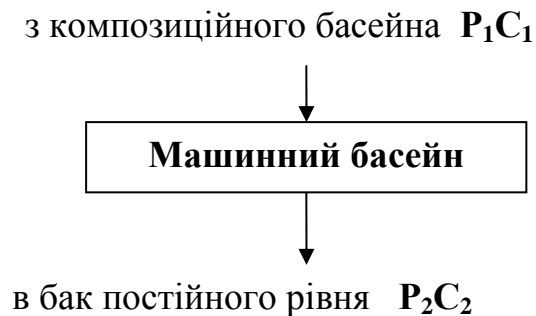 з композиційного басейна P₁C₁
Машинний басейн
в бак постійного рівня P₂C₂